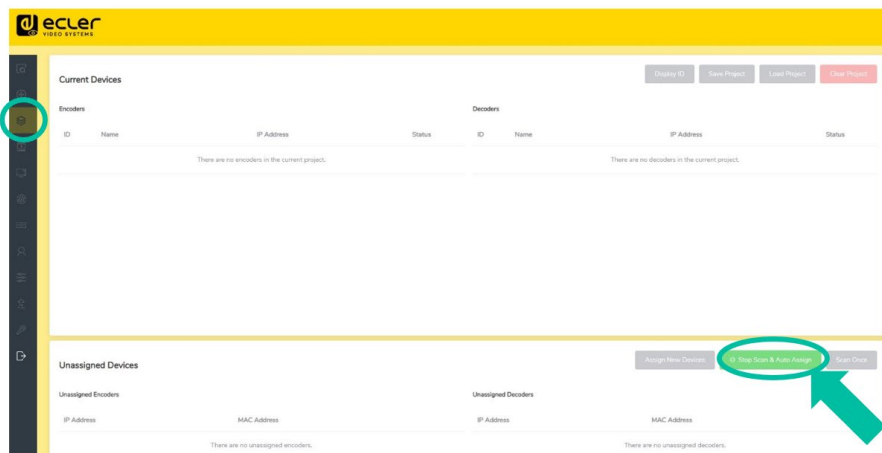 ecler
VIDEO SYSTEMS
Current Devices
Display ID Save Project Load Project Clear Project
Encoders Decoders
ID Name IP Address Status ID Name IP Address Status
There are no encoders in the current project. There are no decoders in the current project.
Unassigned Devices
Assign New Devices Stop Scan & Auto Assign Scan Once
Unassigned Encoders Unassigned Decoders
IP Address MAC Address IP Address MAC Address
There are no unassigned encoders. There are no unassigned decoders.